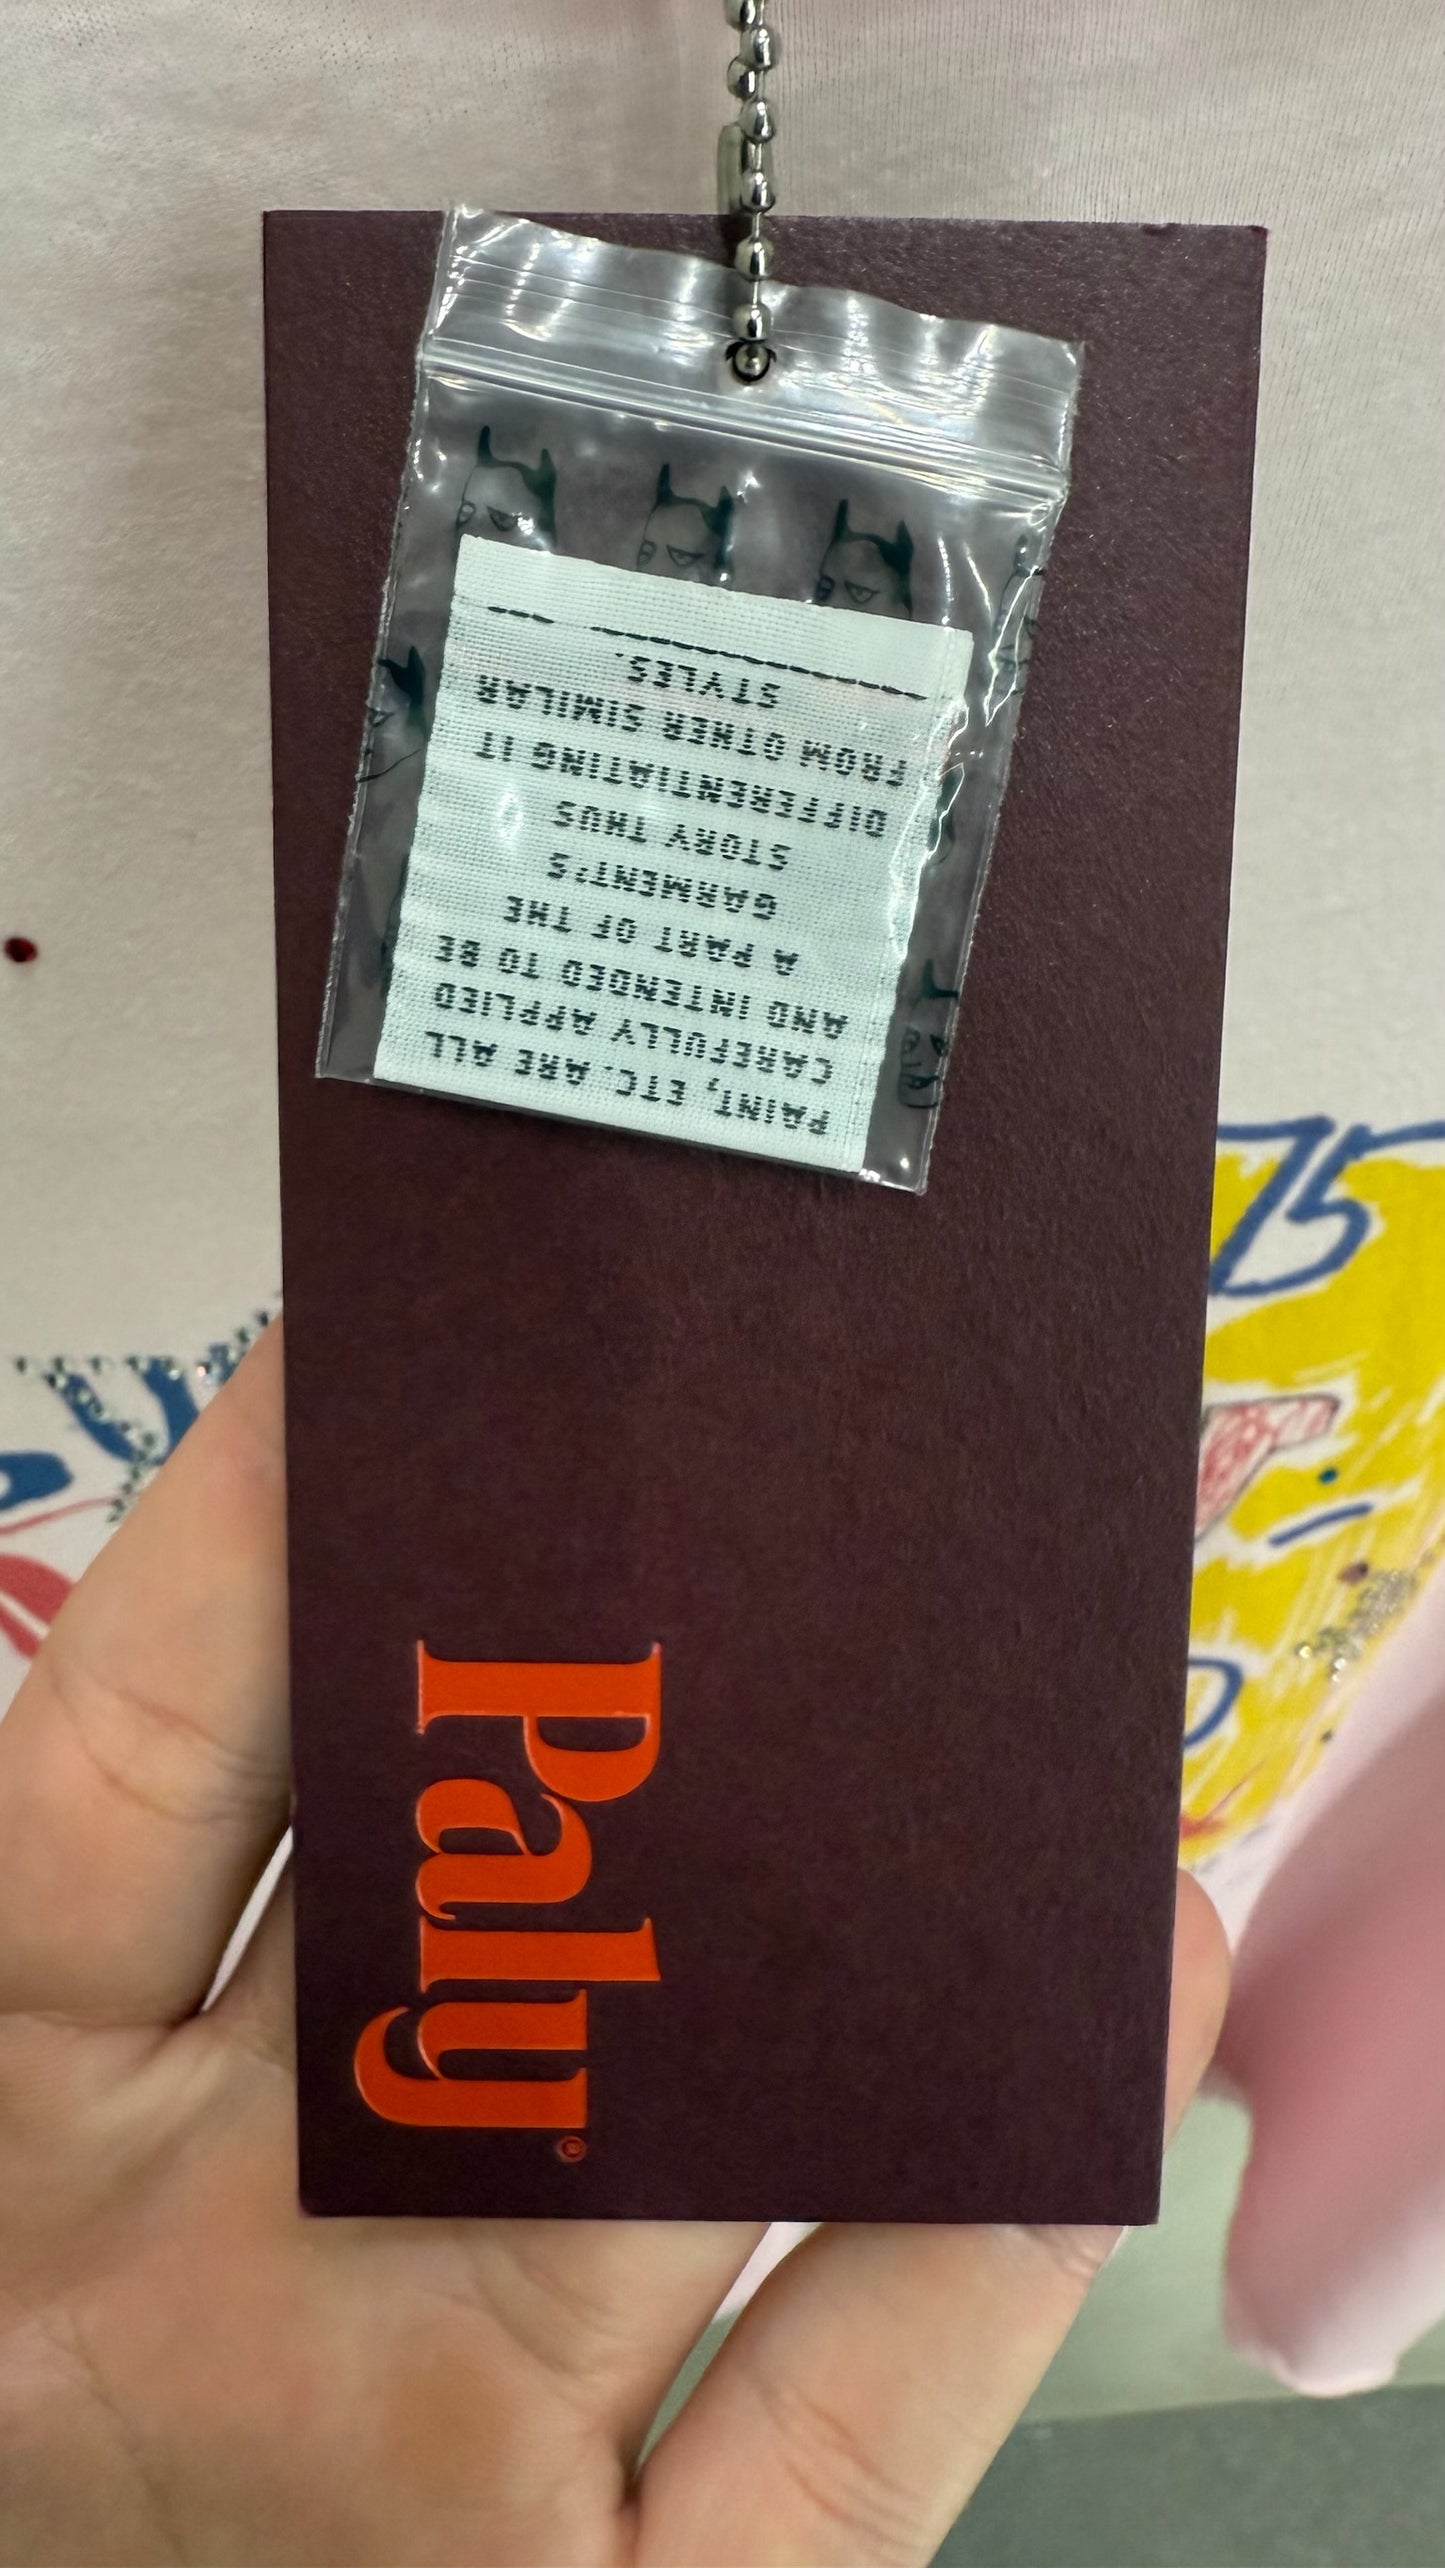 PAINT, ETC. ARE ALL
CAREFULLY APPLIED
AND INTENDED TO BE
A PART OF THE
GARMENT'S
STORY THUS
DIFFERENTIATING IT
FROM OTHER SIMILAR
STYLES.
Paly®
75